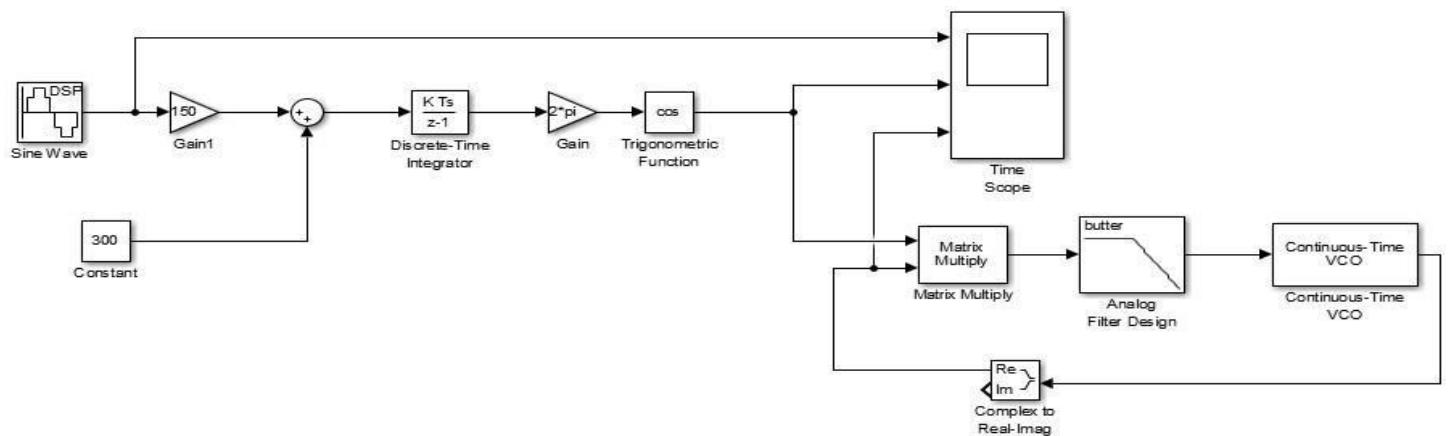 DSP
Sine Wave
150
Gain1
+
+
K Ts
z-1
Discrete-Time
Integrator
2*pi
Gain
cos
Trigonometric
Function
Time
Scope
300
Constant
Matrix
Multiply
Matrix Multiply
butter
Analog
Filter Design
Continuous-Time
VCO
Continuous-Time
VCO
Re
Im
Complex to
Real-Imag